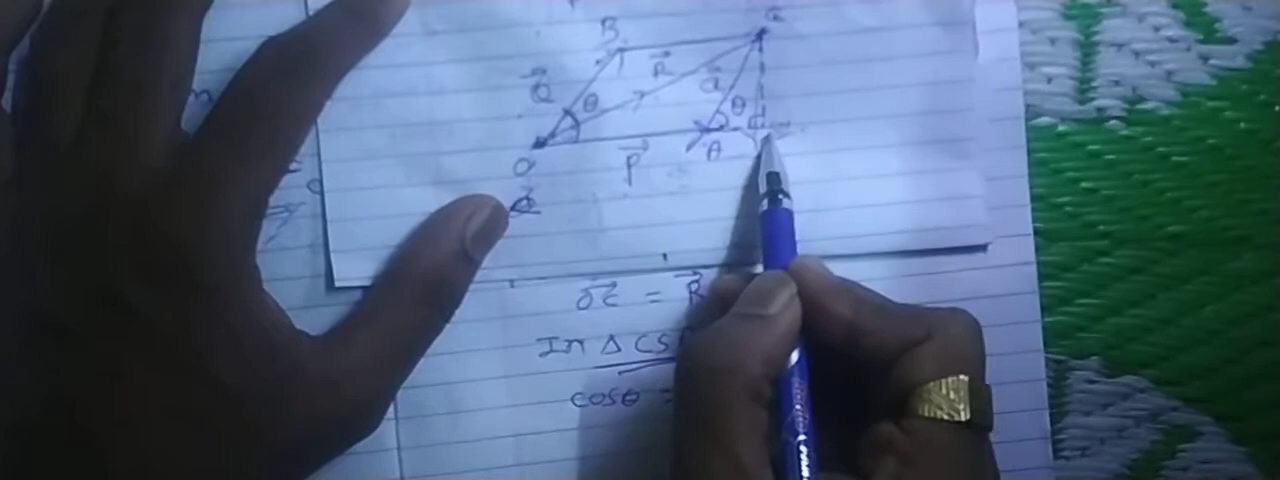 B
Q⃗ θ R⃗ Q⃗ θ
O P⃗ A
OC⃗ = R⃗
In Δ CS
cosθ =